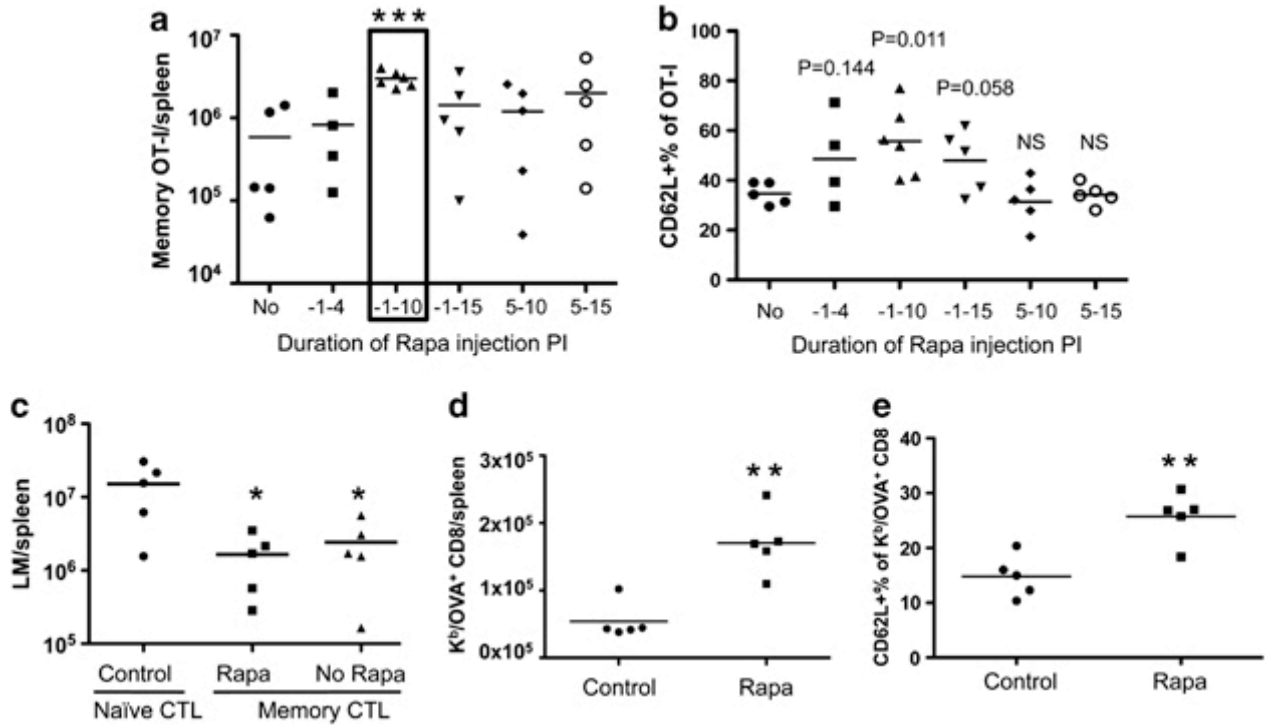 a
***
Memory OT-I/spleen
10⁷
10⁶
10⁵
10⁴
No -1-4 -1-10 -1-15 5-10 5-15
Duration of Rapa injection PI
b
CD62L+% of OT-I
100
80
60
40
20
0
P=0.144
P=0.011
P=0.058
NS NS
No -1-4 -1-10 -1-15 5-10 5-15
Duration of Rapa injection PI
c
LM/spleen
10⁸
10⁷
10⁶
10⁵
* *
Control Rapa No Rapa
Naïve CTL Memory CTL
d
Kᵇ/OVA⁺ CD8/spleen
3x10⁵
2x10⁵
1x10⁵
0x10⁵
**
Control Rapa
e
CD62L+% of Kᵇ/OVA⁺ CD8
40
30
20
10
0
**
Control Rapa